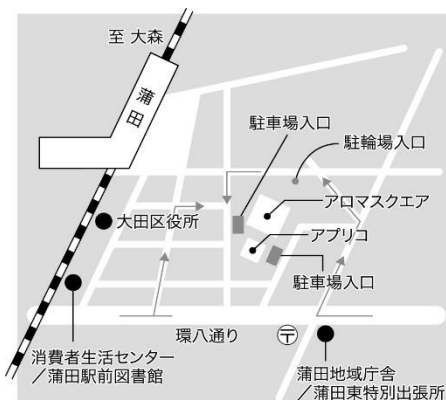 至 大森
蒲田
駐車場入口
駐輪場入口
アロマスクエア
大田区役所
アプリコ
駐車場入口
環八通り
〒
消費者生活センター
／蒲田駅前図書館
蒲田地域庁舎
／蒲田東特別出張所